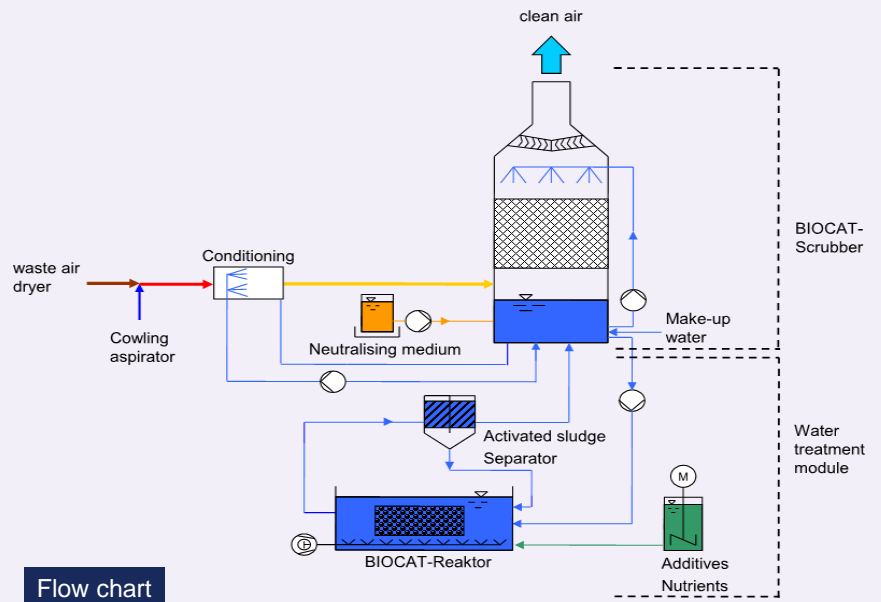 clean air
BIOCAT-
Scrubber
Conditioning
waste air
dryer
Cowling
aspirator
Neutralising medium
Make-up
water
Activated sludge
Separator
Water
treatment
module
M
BIOCAT-Reaktor
Additives
Nutrients
Flow chart